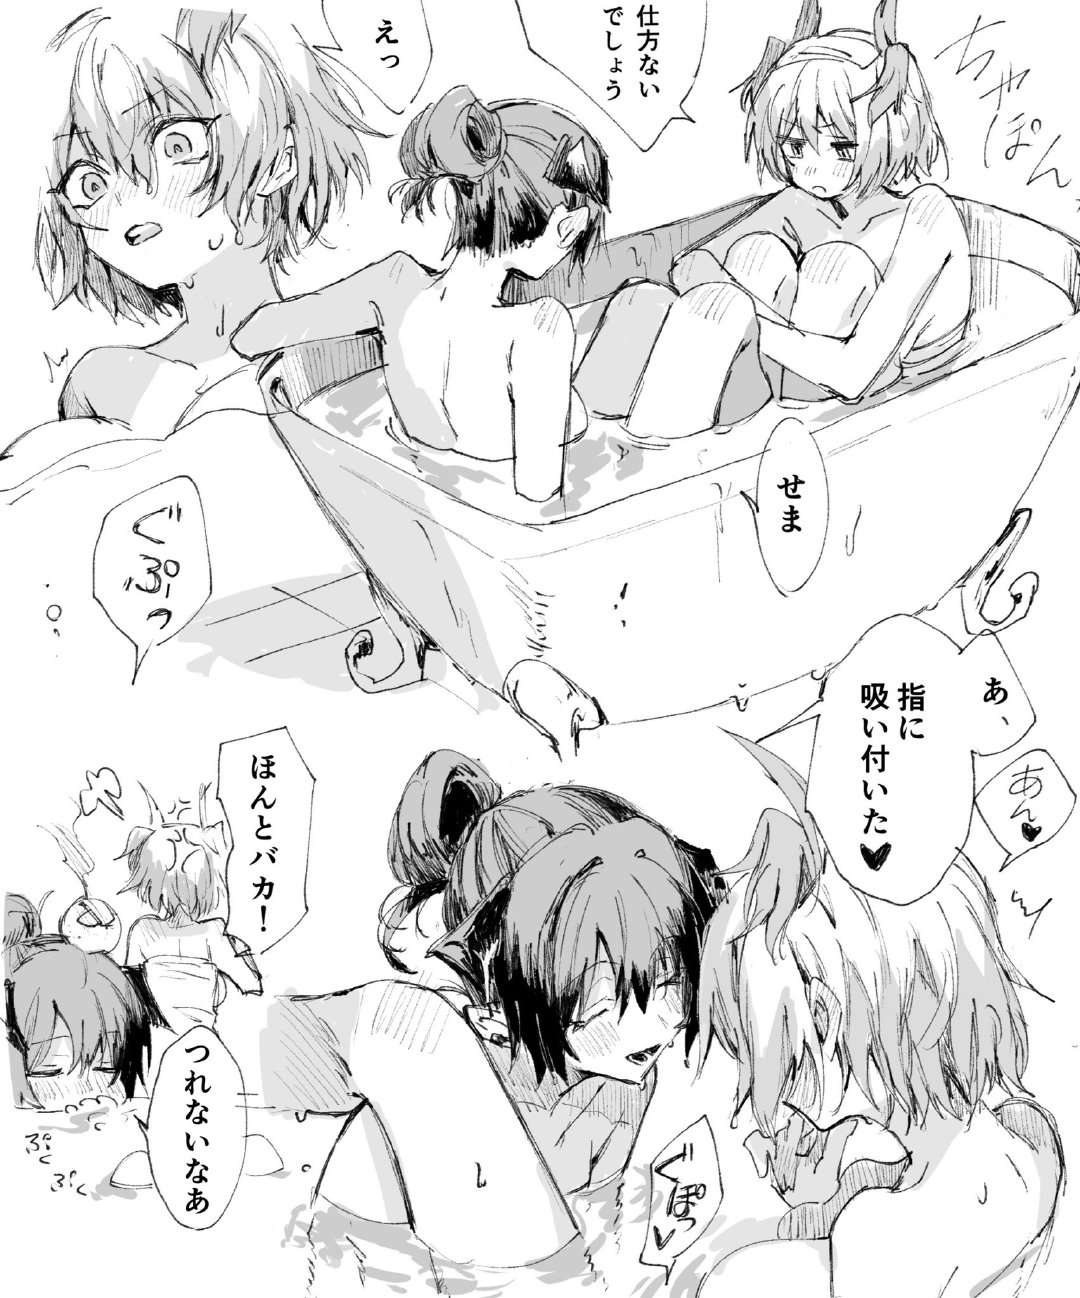 ちゃぽん
仕方ない
でしょう
せま
えっ
ぐぷっ
あ、
指に
吸い付いた♥
あん♥
ぐぽっ♥
ほんとバカ！
つれないなあ
ぷく
ぷく